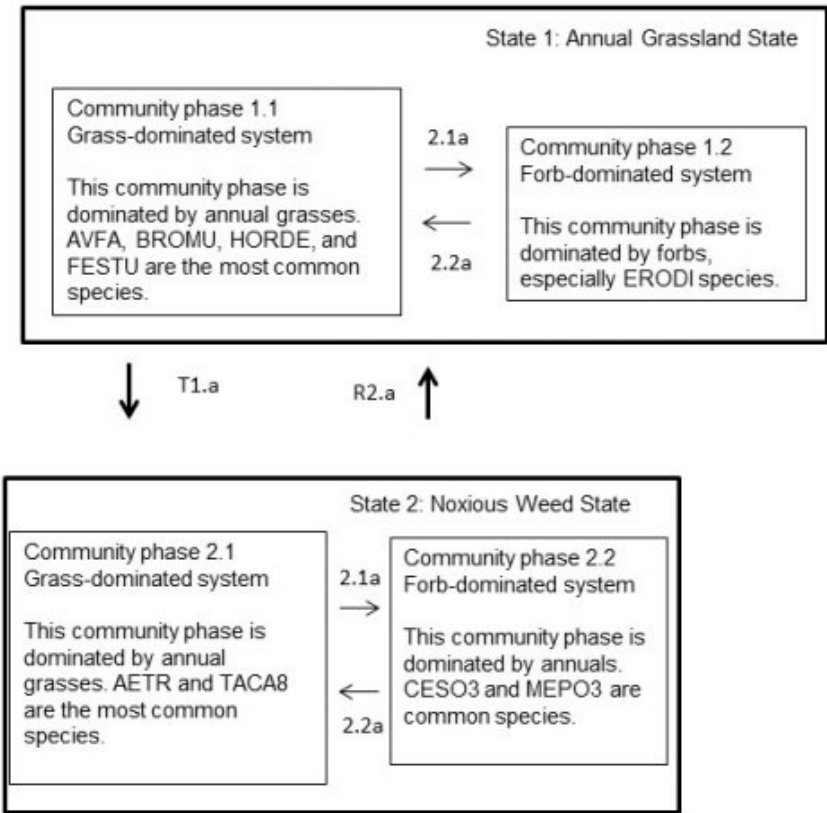 State 1: Annual Grassland State
Community phase 1.1
Grass-dominated system
This community phase is
dominated by annual grasses.
AVFA, BROMU, HORDE, and
FESTU are the most common
species.
2.1a
2.2a
Community phase 1.2
Forb-dominated system
This community phase is
dominated by forbs,
especially ERODI species.
T1.a
R2.a
State 2: Noxious Weed State
Community phase 2.1
Grass-dominated system
This community phase is
dominated by annual
grasses. AETR and TACA8
are the most common
species.
2.1a
2.2a
Community phase 2.2
Forb-dominated system
This community phase is
dominated by annuals.
CESO3 and MEPO3 are
common species.